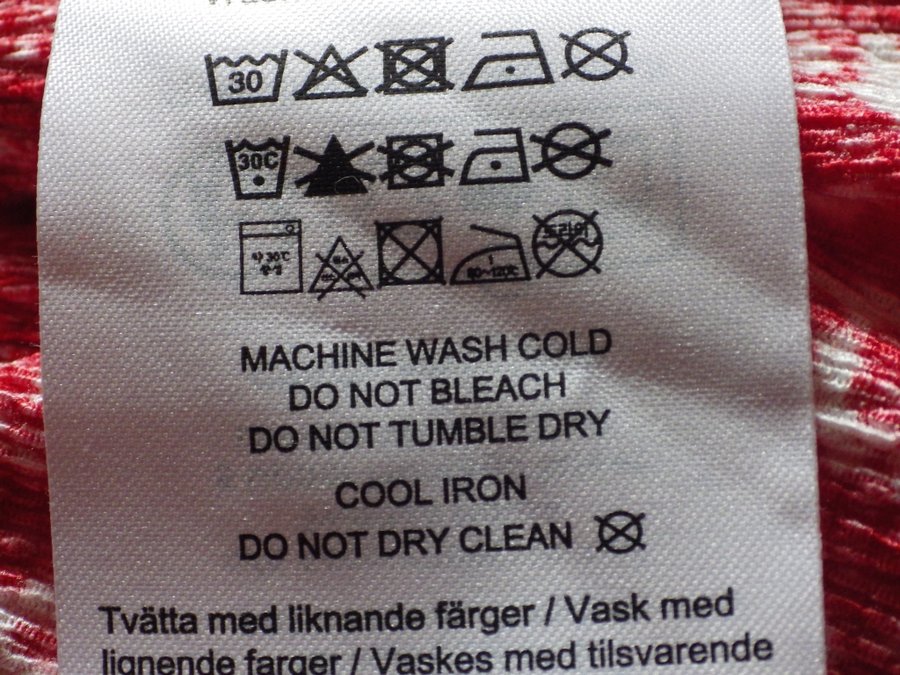 30
30C
MACHINE WASH COLD
DO NOT BLEACH
DO NOT TUMBLE DRY
COOL IRON
DO NOT DRY CLEAN
Tvätta med liknande färger / Vask med
lignende farger / Vaskes med tilsvarende